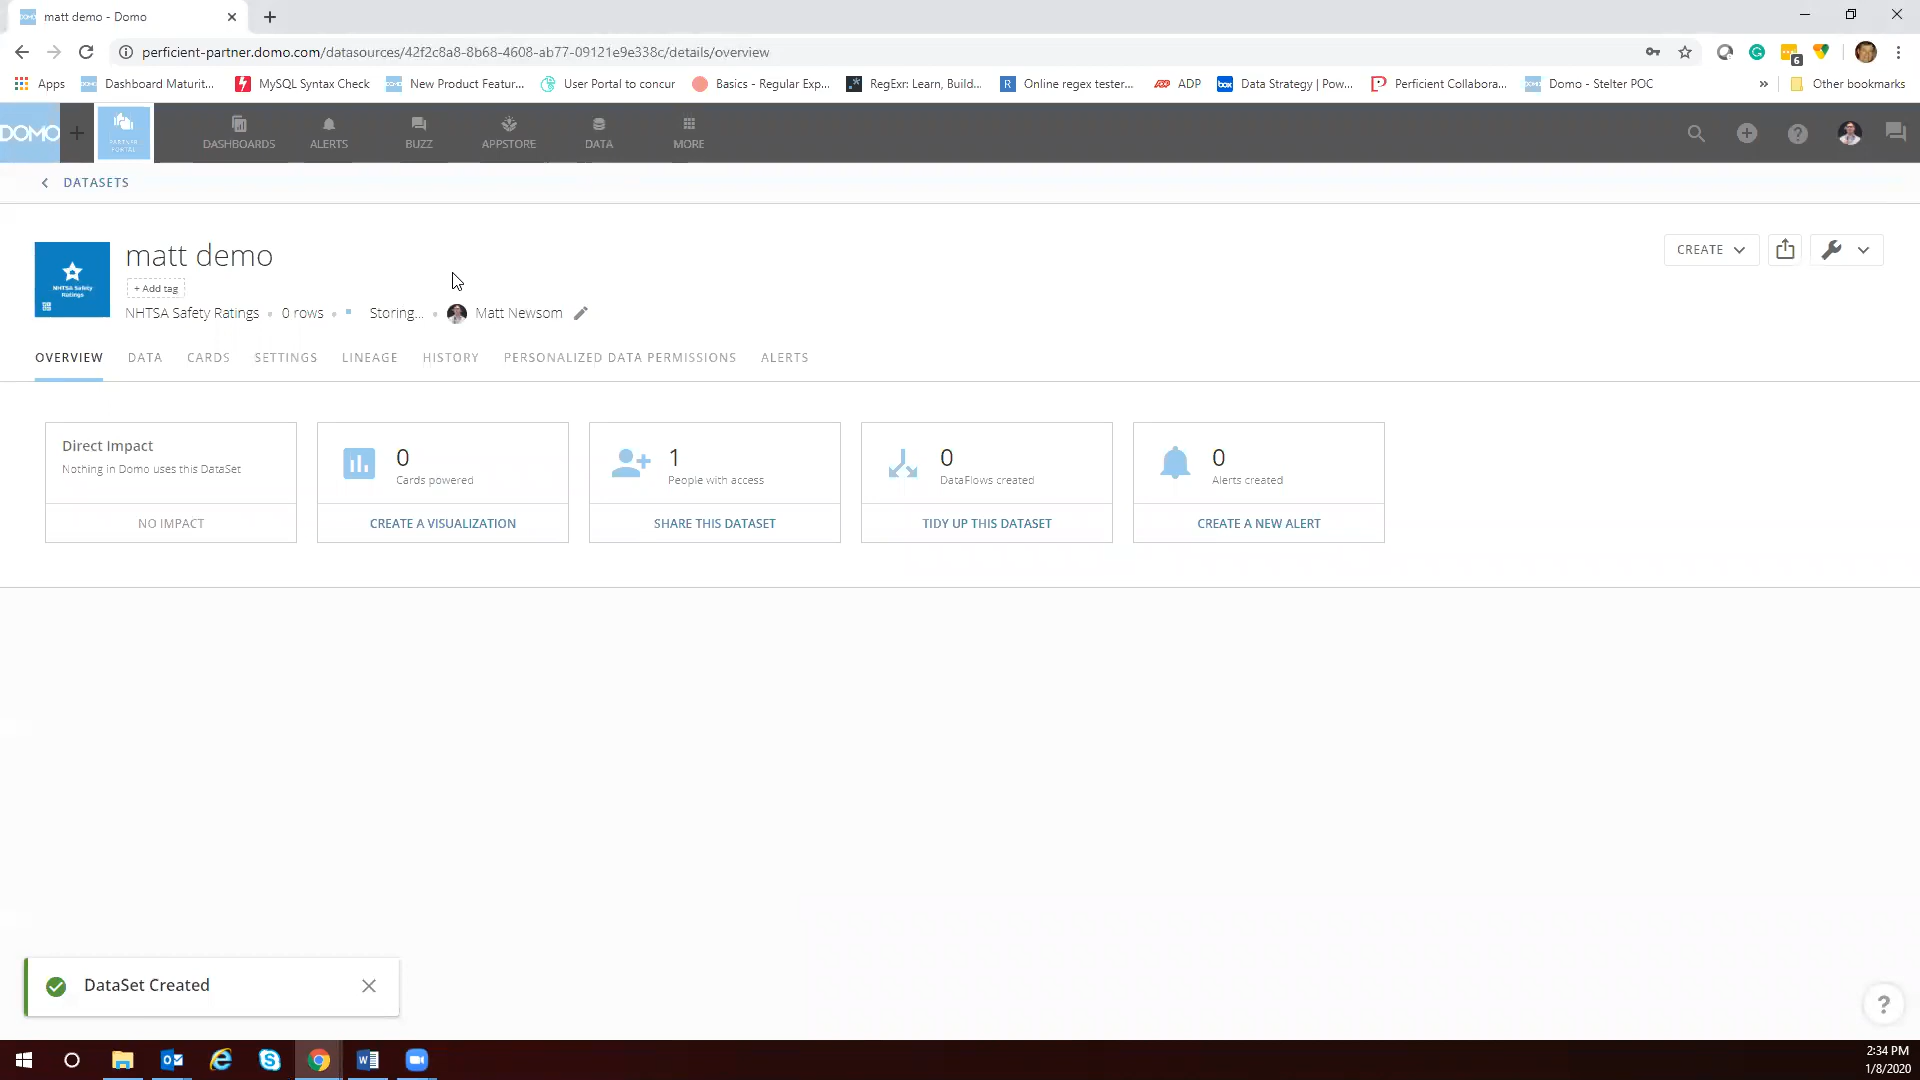 matt demo - Domo
perficient-partner.domo.com/datasources/42f2c8a8-8b68-4608-ab77-09121e9e338c/details/overview
6
Apps Dashboard Maturit... MySQL Syntax Check New Product Featur... User Portal to concur Basics - Regular Exp... RegExr: Learn, Build... Online regex tester... ADP Data Strategy | Pow... Perficient Collabora... Domo - Stelter POC » Other bookmarks
DOMO + PARTNER PORTAL DASHBOARDS ALERTS BUZZ APPSTORE DATA MORE
DATASETS
matt demo
CREATE
NHTSA Safety Ratings
+ Add tag
NHTSA Safety Ratings • 0 rows • Storing... • Matt Newsom
OVERVIEW DATA CARDS SETTINGS LINEAGE HISTORY PERSONALIZED DATA PERMISSIONS ALERTS
Direct Impact
Nothing in Domo uses this DataSet
NO IMPACT
0
Cards powered
CREATE A VISUALIZATION
1
People with access
SHARE THIS DATASET
0
DataFlows created
TIDY UP THIS DATASET
0
Alerts created
CREATE A NEW ALERT
DataSet Created
?
2:34 PM
1/8/2020